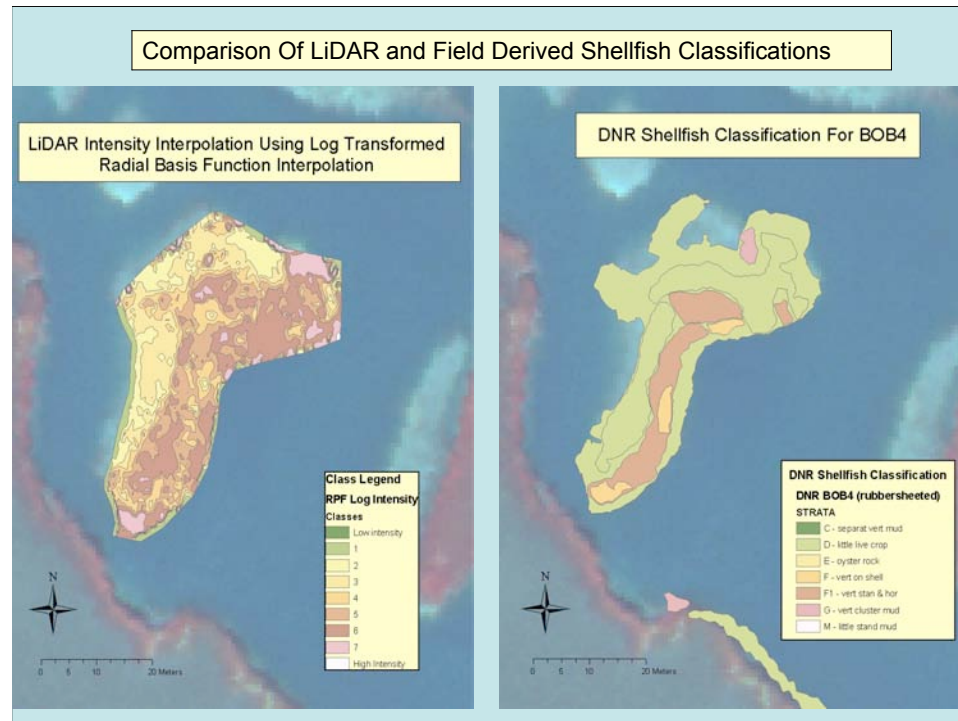 Comparison Of LiDAR and Field Derived Shellfish Classifications
LiDAR Intensity Interpolation Using Log Transformed
Radial Basis Function Interpolation
Class Legend
RPF Log Intensity
Classes
Low intensity
1
2
3
4
5
6
7
High Intensity
N
0 5 10 20 Meters
DNR Shellfish Classification For BOB4
DNR Shellfish Classification
DNR BOB4 (rubbersheeted)
STRATA
C - separat vert mud
D - little live crop
E - oyster rock
F - vert on shell
F1 - vert stan & hor
G - vert cluster mud
M - little stand mud
N
0 5 10 20 Meters